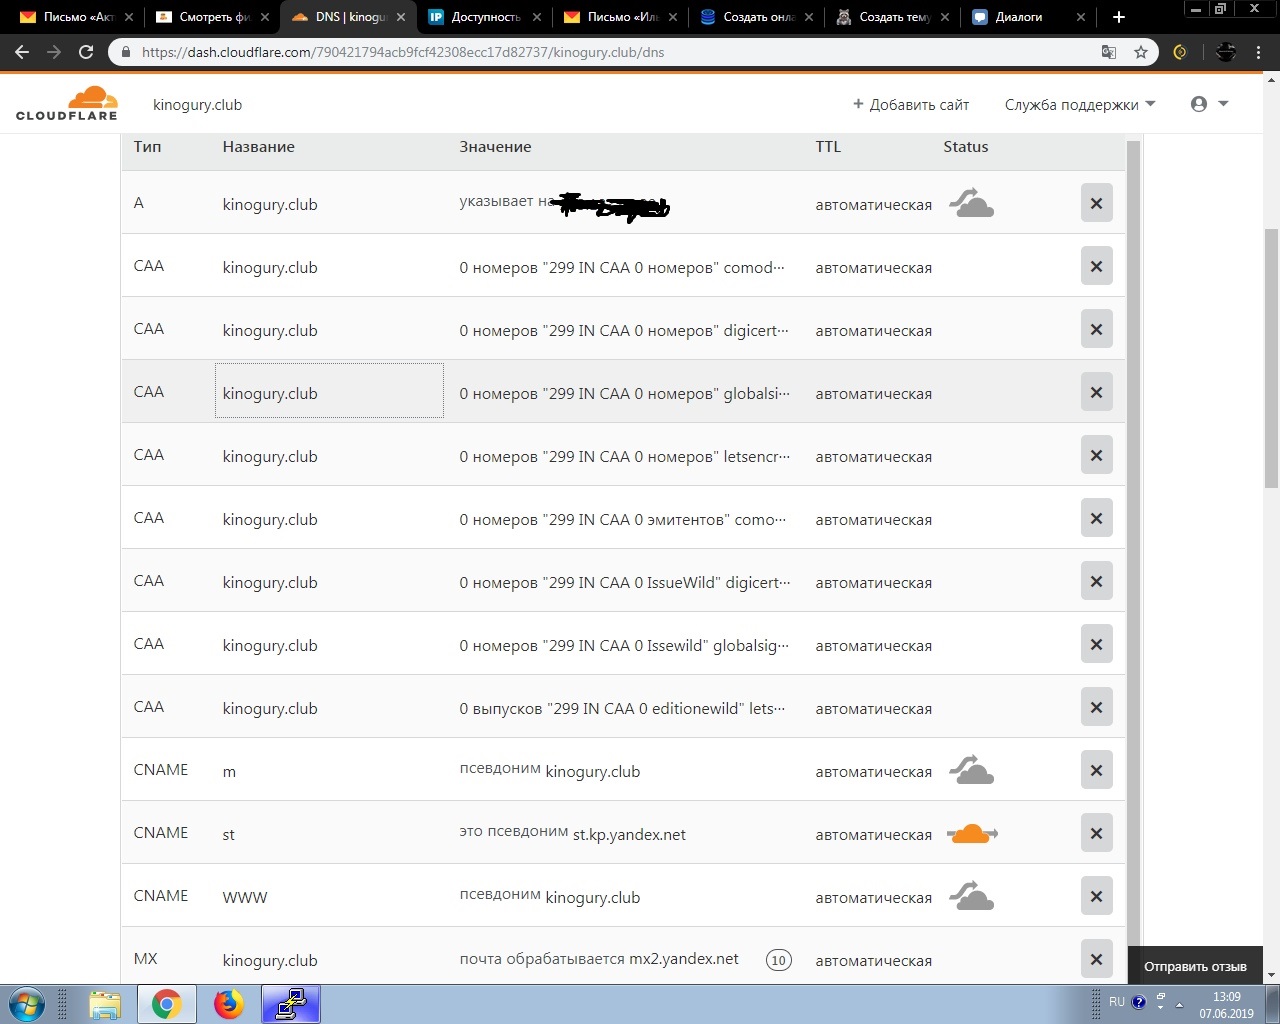 Письмо «Акт
Смотреть фи
DNS | kinogu
Доступность
Письмо «Ил
Создать онла
Создать тему
Диалоги
https://dash.cloudflare.com/790421794acb9fcf42308ecc17d82737/kinogury.club/dns
CLOUDFLARE
kinogury.club
+ Добавить сайт
Служба поддержки
Тип Название Значение TTL Status
A kinogury.club указывает на автоматическая
CAA kinogury.club 0 номеров "299 IN CAA 0 номеров" comod··· автоматическая
CAA kinogury.club 0 номеров "299 IN CAA 0 номеров" digicert··· автоматическая
CAA kinogury.club 0 номеров "299 IN CAA 0 номеров" globalsi··· автоматическая
CAA kinogury.club 0 номеров "299 IN CAA 0 номеров" letsencr··· автоматическая
CAA kinogury.club 0 номеров "299 IN CAA 0 эмитентов" como··· автоматическая
CAA kinogury.club 0 номеров "299 IN CAA 0 IssueWild" digicert··· автоматическая
CAA kinogury.club 0 номеров "299 IN CAA 0 Issewild" globalsig··· автоматическая
CAA kinogury.club 0 выпусков "299 IN CAA 0 editionewild" lets··· автоматическая
CNAME m псевдоним kinogury.club автоматическая
CNAME st это псевдоним st.kp.yandex.net автоматическая
CNAME WWW псевдоним kinogury.club автоматическая
MX kinogury.club почта обрабатывается mx2.yandex.net 10 автоматическая
Отправить отзыв
RU
13:09
07.06.2019